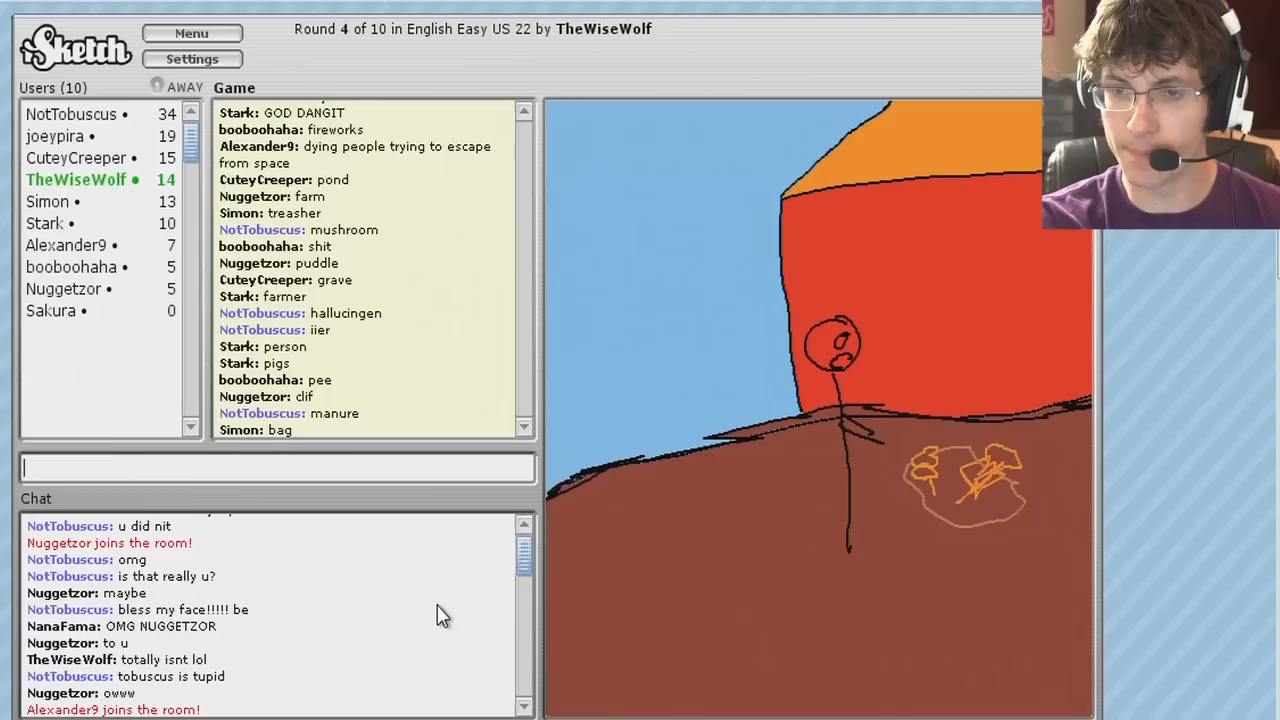 iSketch
Menu
Settings
Round 4 of 10 in English Easy US 22 by TheWiseWolf
Users (10)
AWAY
NotTobuscus • 34
joeypira • 19
CuteyCreeper • 15
TheWiseWolf • 14
Simon • 13
Stark • 10
Alexander9 • 7
booboohaha • 5
Nuggetzor • 5
Sakura • 0
Game
Stark: GOD DANGIT
booboohaha: fireworks
Alexander9: dying people trying to escape
from space
CuteyCreeper: pond
Nuggetzor: farm
Simon: treasher
NotTobuscus: mushroom
booboohaha: shit
Nuggetzor: puddle
CuteyCreeper: grave
Stark: farmer
NotTobuscus: hallucingen
NotTobuscus: iier
Stark: person
Stark: pigs
booboohaha: pee
Nuggetzor: clif
NotTobuscus: manure
Simon: bag
Chat
NotTobuscus: u did nit
Nuggetzor joins the room!
NotTobuscus: omg
NotTobuscus: is that really u?
Nuggetzor: maybe
NotTobuscus: bless my face!!!!! be
NanaFama: OMG NUGGETZOR
Nuggetzor: to u
TheWiseWolf: totally isnt lol
NotTobuscus: tobuscus is tupid
Nuggetzor: owww
Alexander9 joins the room!